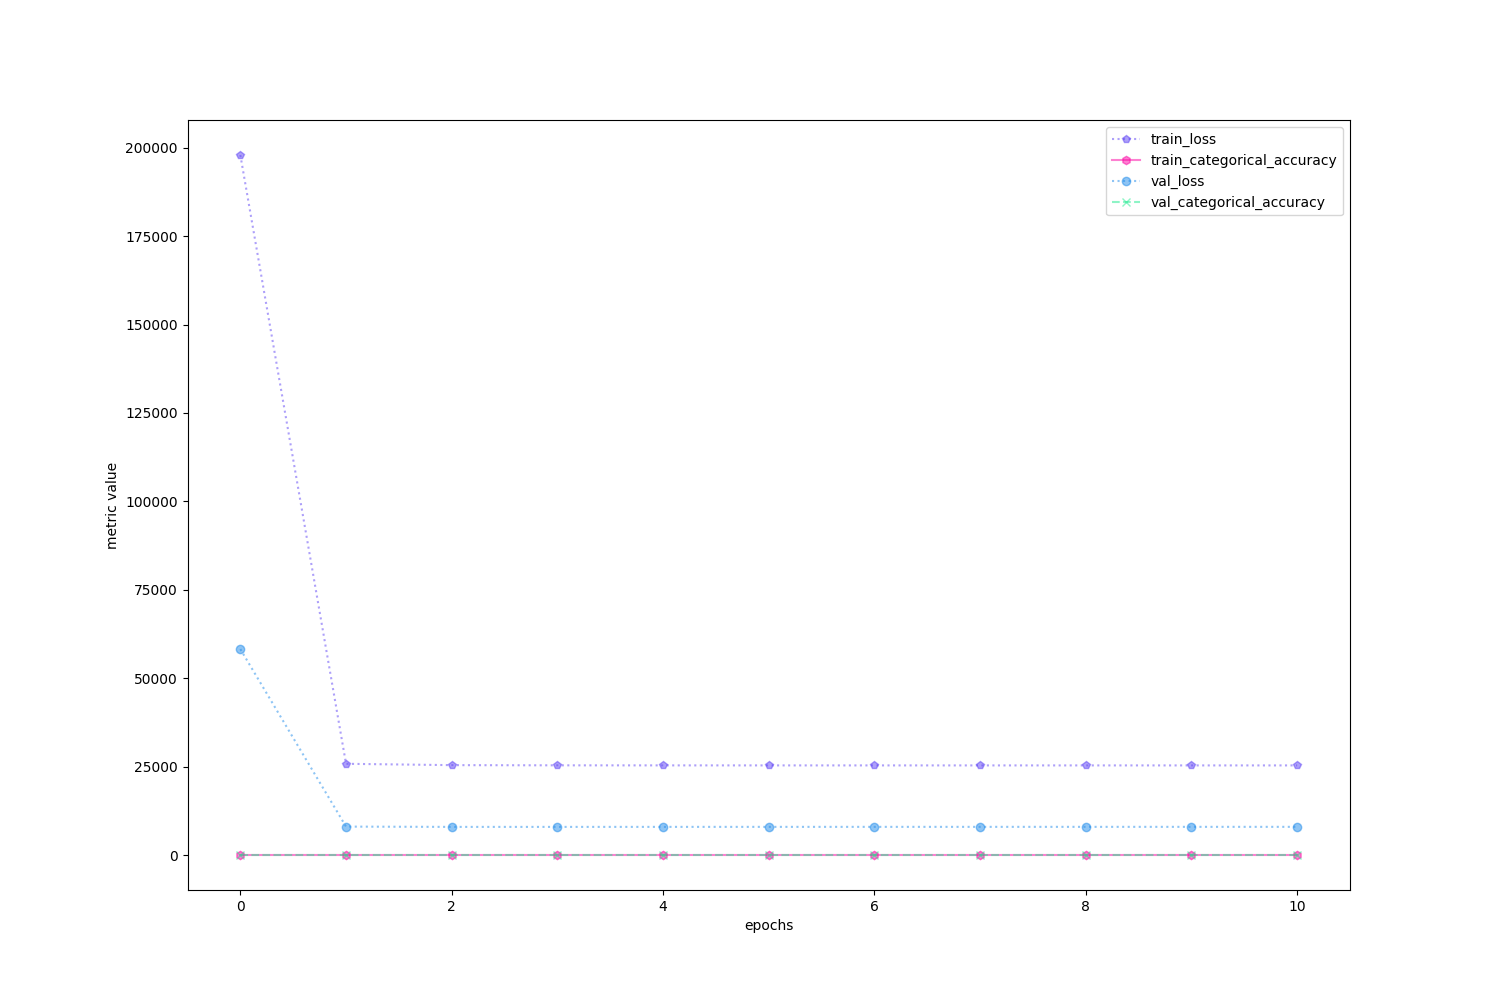 200000
175000
150000
125000
100000
75000
50000
25000
0
metric value
0 2 4 6 8 10
epochs
train_loss
train_categorical_accuracy
val_loss
val_categorical_accuracy